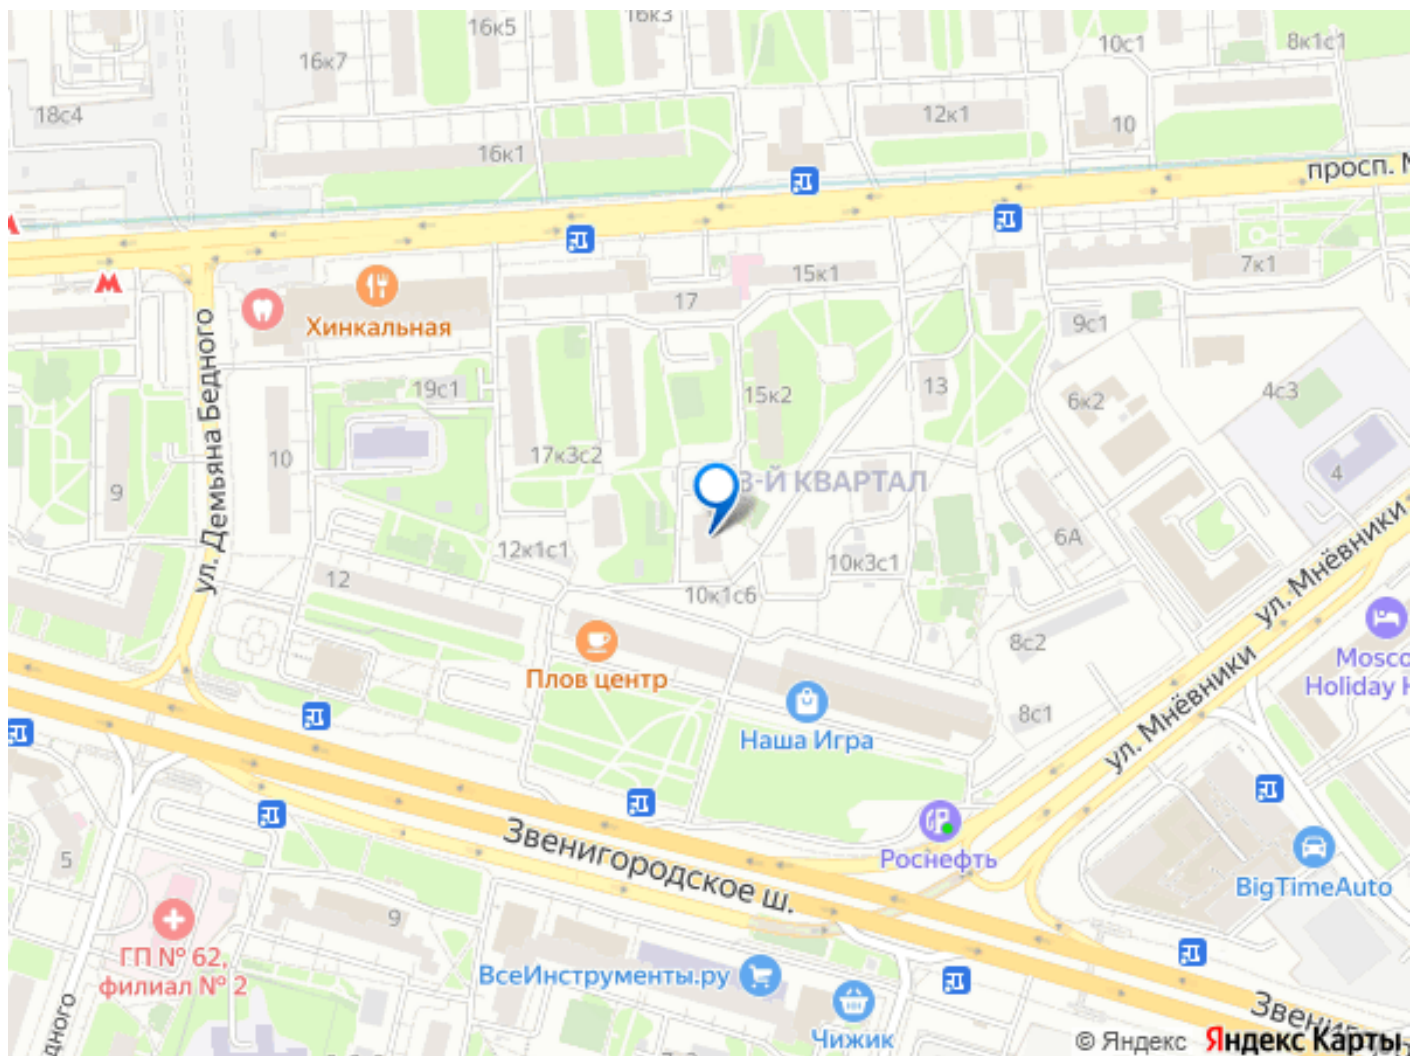 16к3
16к5
10с1
8к1с1
16к7
18с4
12к1
10
16к1
просп. М
15к1
7к1
17
Хинкальная
9с1
ул. Демьяна Бедного
19с1
15к2
13
6к2
4с3
17к3с2
10
9
3-Й КВАРТАЛ
4
12к1с1
6А
12
10к3с1
10к1с6
ул. Мнёвники
8с2
Плов центр
Mosco
Holiday H
8с1
Наша Игра
ул. Мнёвники
Звенигородское ш.
5
Роснефть
BigTimeAuto
9
ГП № 62,
филиал № 2
ВсеИнструменты.ру
дного
Чижик
Звениг
© Яндекс
Яндекс Карты